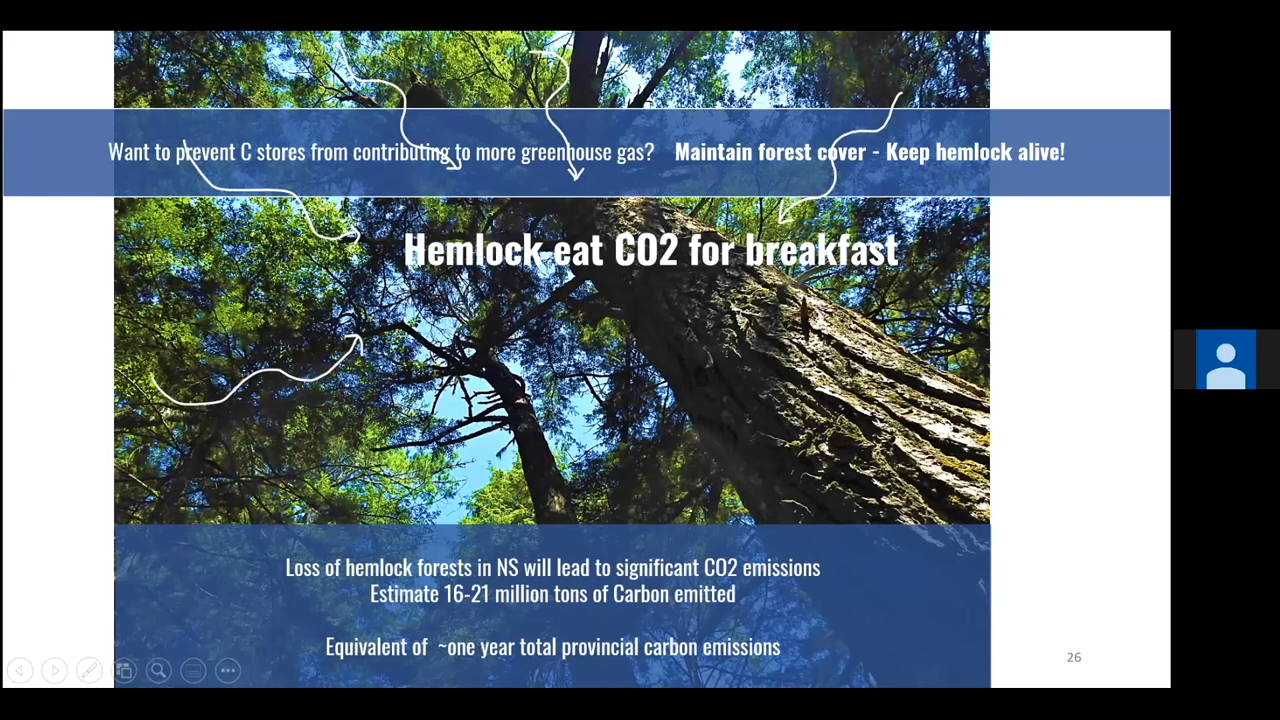 Want to prevent C stores from contributing to more greenhouse gas? Maintain forest cover - Keep hemlock alive!
Hemlock eat CO2 for breakfast
Loss of hemlock forests in NS will lead to significant CO2 emissions
Estimate 16-21 million tons of Carbon emitted
Equivalent of ~one year total provincial carbon emissions
26